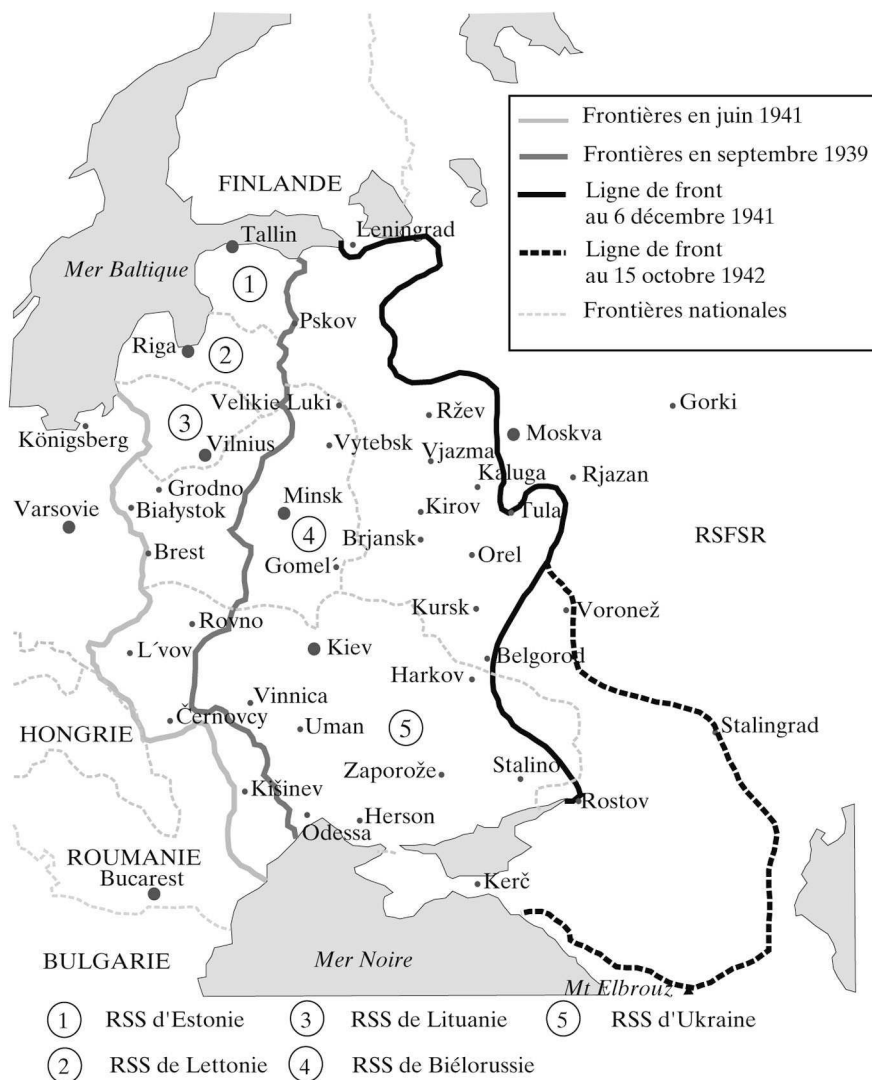 Frontières en juin 1941
Frontières en septembre 1939
Ligne de front
au 6 décembre 1941
Ligne de front
au 15 octobre 1942
Frontières nationales
FINLANDE
Leningrad
Tallin
Mer Baltique
1
Pskov
Riga
2
Velikie Luki
Ržev
Gorki
3
Moskva
Königsberg
Vilnius
Vytebsk
Vjazma
Kaluga
Rjazan
Grodno
Minsk
Varsovie
Białystok
Kirov
Tula
4
RSFSR
Brest
Brjansk
Orel
Gomel´
Kursk
Voronež
Rovno
L´vov
Kiev
Belgorod
Harkov
Vinnica
Černovcy
HONGRIE
Uman
5
Stalingrad
Zaporože
Stalino
Kišinev
Rostov
Odessa
Herson
ROUMANIE
Bucarest
Kerč
BULGARIE
Mer Noire
Mt Elbrouz
1 RSS d'Estonie
3 RSS de Lituanie
5 RSS d'Ukraine
2 RSS de Lettonie
4 RSS de Biélorussie